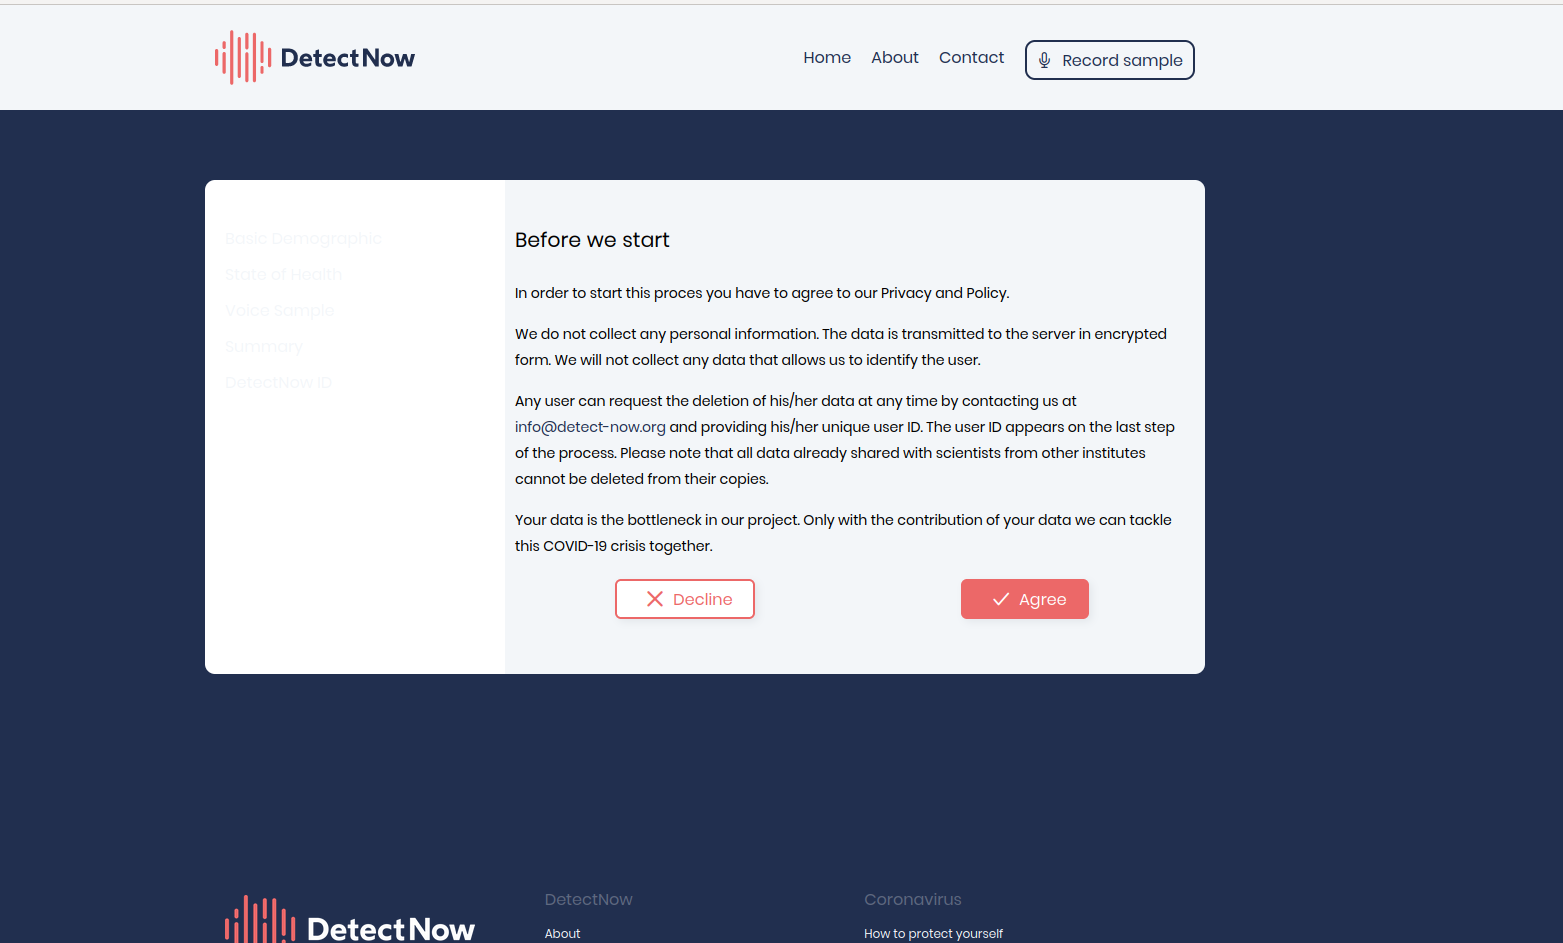 DetectNow
Home About Contact Record sample
Basic Demographic
State of Health
Voice Sample
Summary
DetectNow ID
Before we start
In order to start this proces you have to agree to our Privacy and Policy.
We do not collect any personal information. The data is transmitted to the server in encrypted
form. We will not collect any data that allows us to identify the user.
Any user can request the deletion of his/her data at any time by contacting us at
info@detect-now.org and providing his/her unique user ID. The user ID appears on the last step
of the process. Please note that all data already shared with scientists from other institutes
cannot be deleted from their copies.
Your data is the bottleneck in our project. Only with the contribution of your data we can tackle
this COVID-19 crisis together.
Decline Agree
DetectNow
DetectNow
About
Coronavirus
How to protect yourself